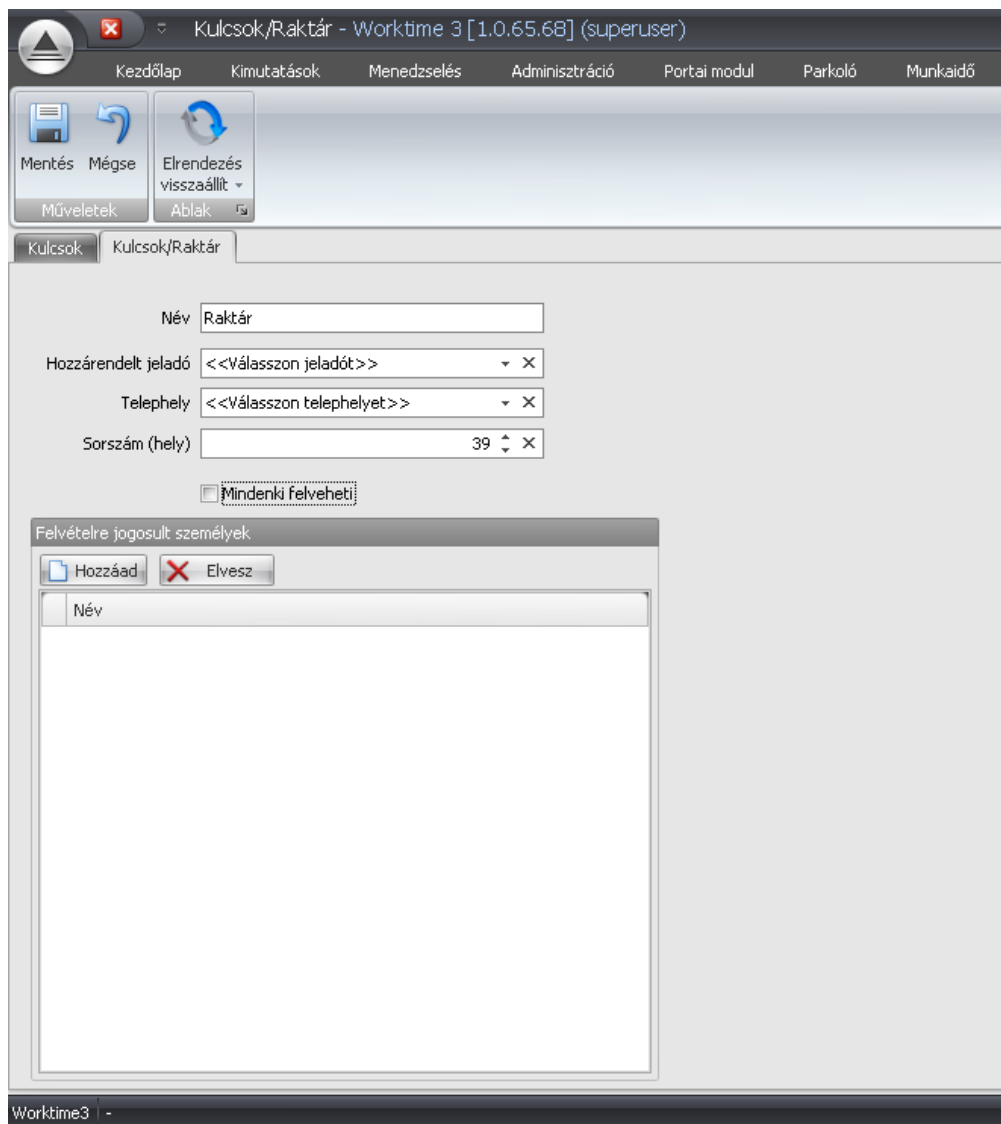 Kulcsok/Raktár - Worktime 3 [1.0.65.68] (superuser)
Kezdőlap Kimutatások Menedzselés Adminisztráció Portai modul Parkoló Munkaidő
Mentés Mégse Elrendezés visszaállít
Műveletek Ablak
Kulcsok Kulcsok/Raktár
Név Raktár
Hozzárendelt jeladó <<Válasszon jeladót>>
Telephely <<Válasszon telephelyet>>
Sorszám (hely) 39
Mindenki felveheti
Felvételre jogosult személyek
Hozzáad Elvesz
Név
Worktime3 -